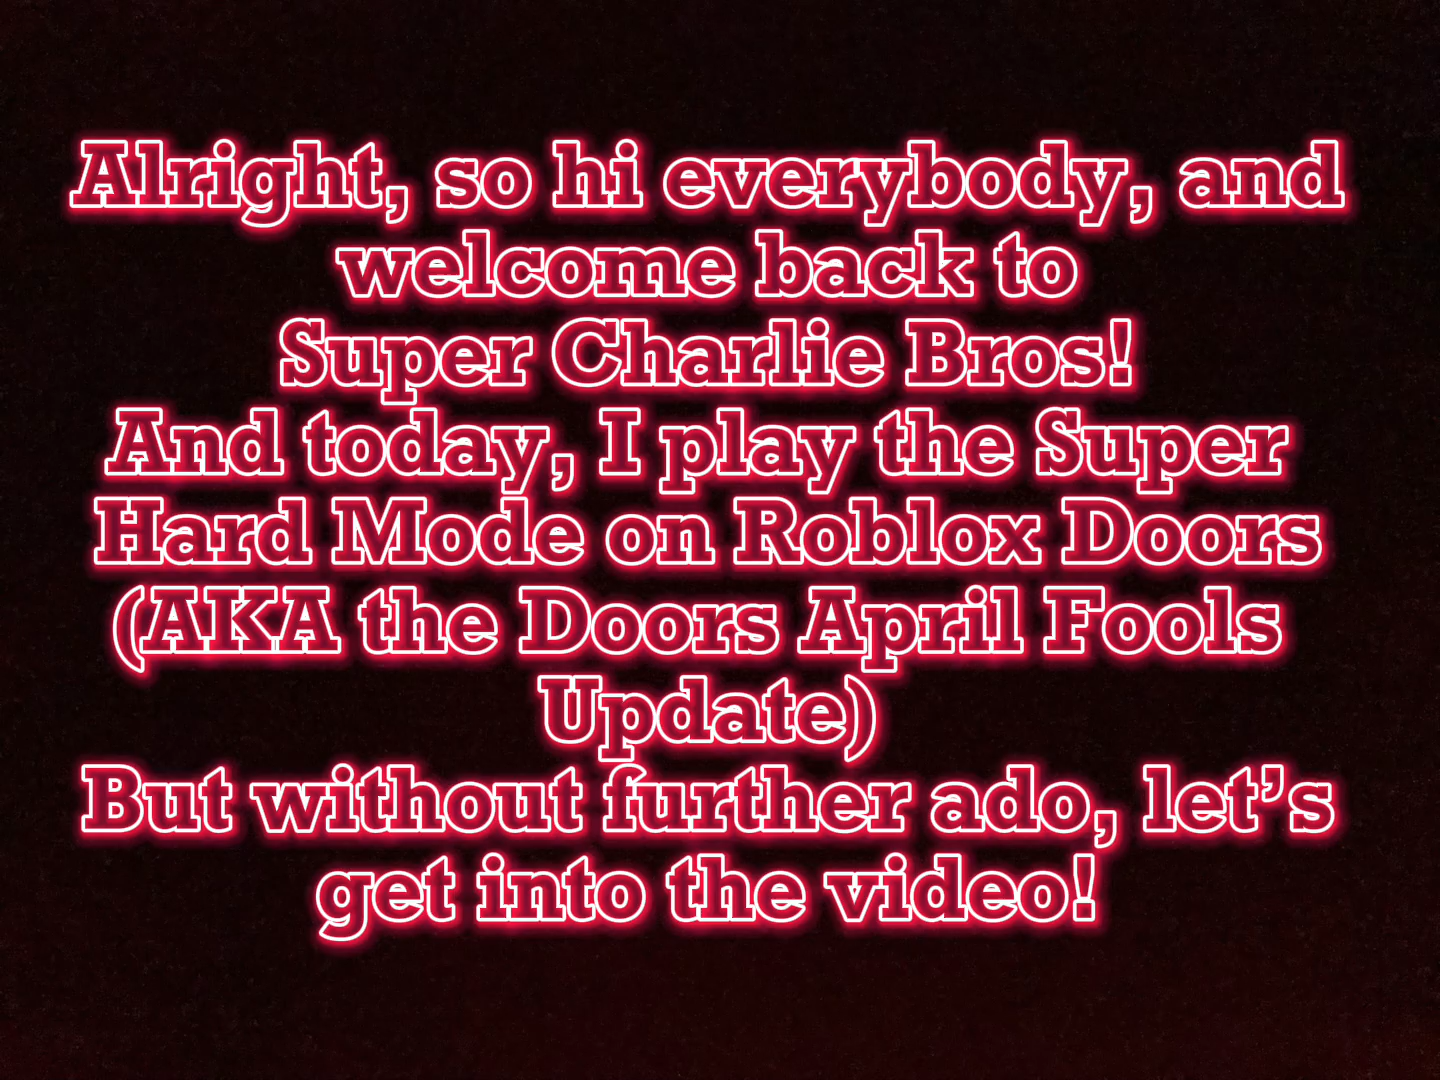 Alright, so hi everybody, and
welcome back to
Super Charlie Bros!
And today, I play the Super
Hard Mode on Roblox Doors
(AKA the Doors April Fools
Update)
But without further ado, let’s
get into the video!